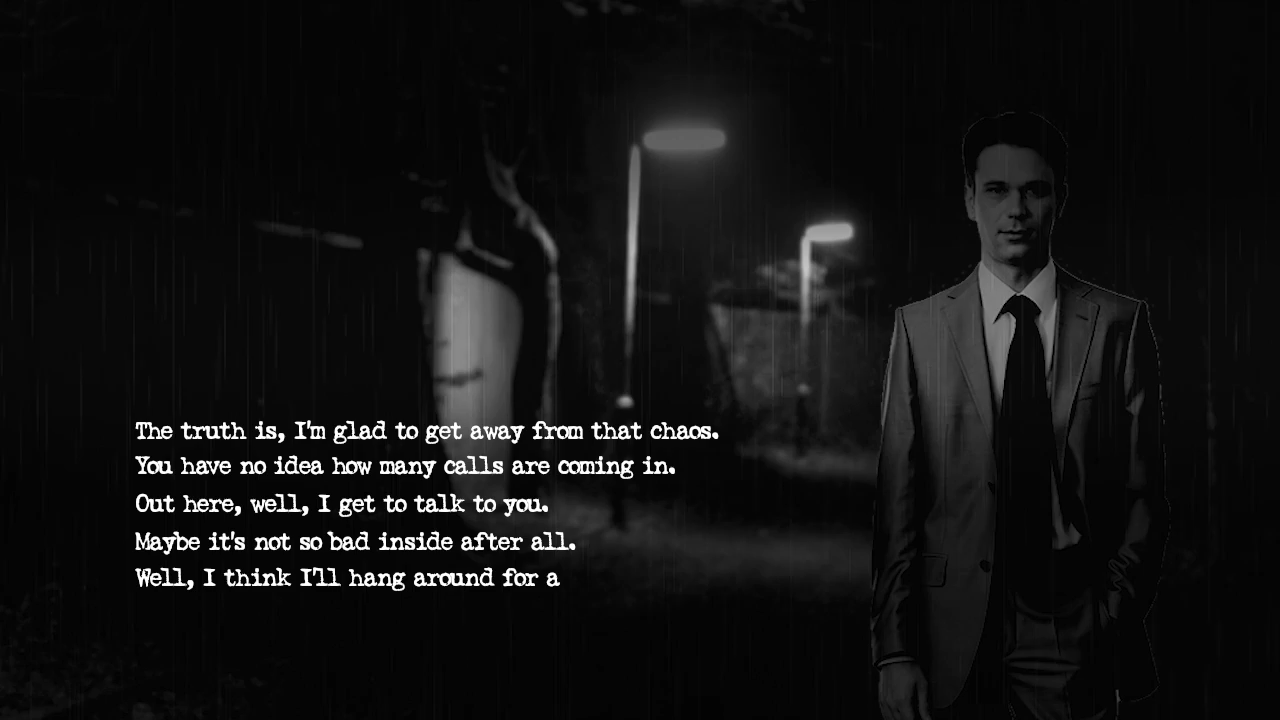 The truth is, I'm glad to get away from that chaos.
You have no idea how many calls are coming in.
Out here, well, I get to talk to you.
Maybe it's not so bad inside after all.
Well, I think I'll hang around for a